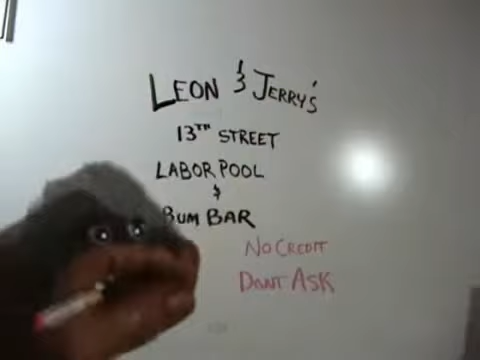 LEON & JERRY'S
13TH STREET
LABOR POOL
&
BUM BAR
NO CREDIT
DONT ASK